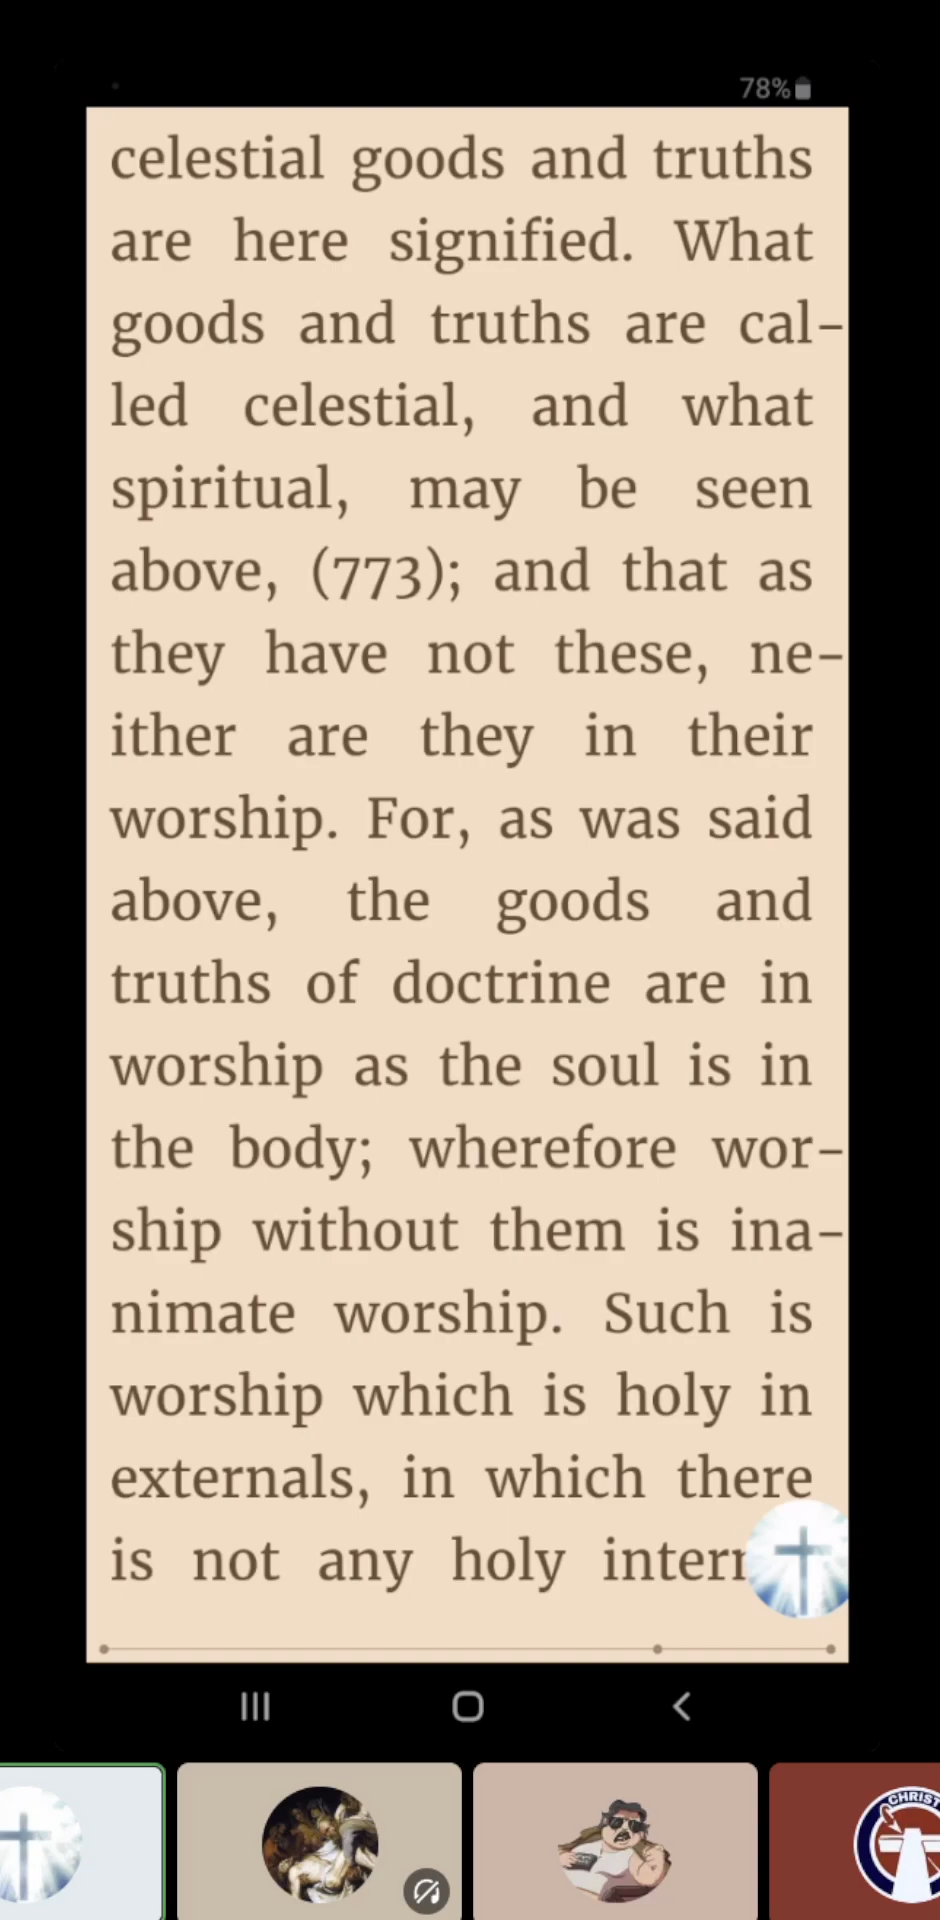 78%
celestial goods and truths
are here signified. What
goods and truths are cal-
led celestial, and what
spiritual, may be seen
above, (773); and that as
they have not these, ne-
ither are they in their
worship. For, as was said
above, the goods and
truths of doctrine are in
worship as the soul is in
the body; wherefore wor-
ship without them is ina-
nimate worship. Such is
worship which is holy in
externals, in which there
is not any holy intern
CHRIST